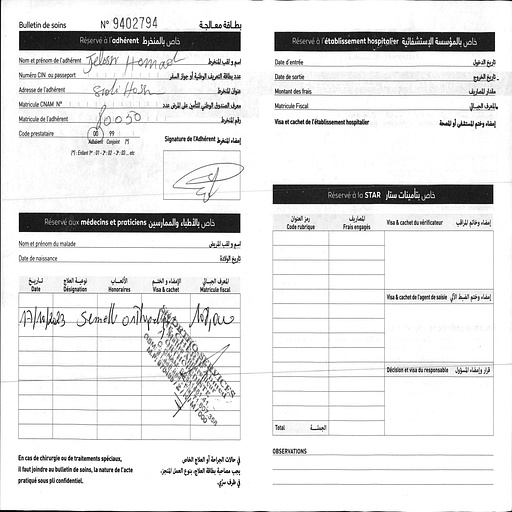 Bulletin de soins N° 9402794 بطاقة معالجة
Réservé à l'adhérent خاص بالمنخرط
Nom et prénom de l'adhérent اسم و لقب المنخرط
Numéro CIN ou passeport عدد بطاقة التعريف الوطنية أو جواز السفر
Adresse de l'adhérent Sidi عنوان المنخرط
Matricule CNAM N° معرف الصندوق الوطني للتأمين على المرض عدد
Matricule de l'adhérent 80050 رقم المنخرط
Code prestataire 00 99 Signature de l'Adhérent إمضاء المنخرط
Adhérent Conjoint (*)
(*) : Enfant 1er : 01 - 2e : 02 - 3e : 03 ... etc
Réservé aux médecins et praticiens خاص بالأطباء والممارسين
Nom et prénom du malade اسم و لقب المريض
Date de naissance تاريخ الولادة
تاريخ نوعية العلاج الأتعاب الإمضاء و الختم المعرف الجبائي
Date Désignation Honoraires Visa & cachet Matricule fiscal
17/10/2023 Semelle
ORTHO SERVICES
En cas de chirurgie ou de traitements spéciaux, في حالات الجراحة أو العلاج الخاص
il faut joindre au bulletin de soins, la nature de l'acte يجب مصاحبة بطاقة العلاج، بنوع العمل المنجز،
pratiqué sous pli confidentiel. في ظرف سري.
Réservé à l'établissement hospitalier خاص بالمؤسسة الإستشفائية
Date d'entrée تاريخ الدخول
Date de sortie تاريخ الخروج
Montant des frais مقدار المصاريف
Matricule Fiscal المعرف الجبائي
Visa et cachet de l'établissement hospitalier إمضاء وختم المستشفى أو المصحة
Réservé à la STAR خاص بتأمينات ستار
رمز العنوان المصاريف Visa & cachet du vérificateur إمضاء وخاتم المراقب
Code rubrique Frais engagés
Visa & cachet de l'agent de saisie إمضاء وختم الضبط الآلي
Décision et visa du responsable قرار وإمضاء المسؤول
Total الجملة
OBSERVATIONS